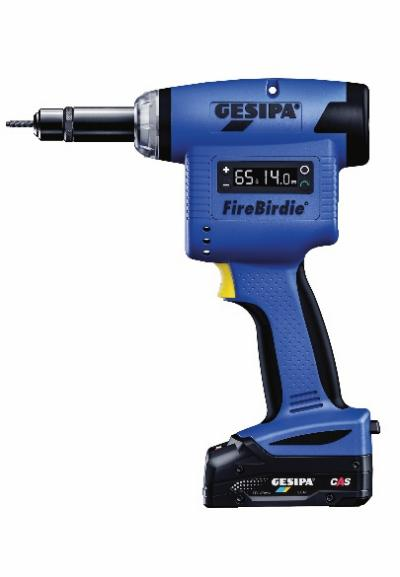 GESIPA®
+ 65 14.0
-
FireBirdie®
GESIPA® CAS